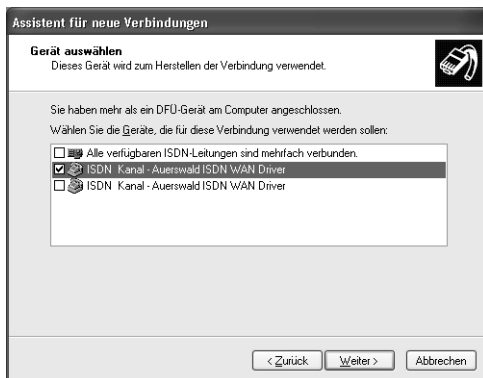 Assistent für neue Verbindungen
Gerät auswählen
Dieses Gerät wird zum Herstellen der Verbindung verwendet.
Sie haben mehr als ein DFÜ-Gerät am Computer angeschlossen.
Wählen Sie die Geräte, die für diese Verbindung verwendet werden sollen:
Alle verfügbaren ISDN-Leitungen sind mehrfach verbunden.
ISDN Kanal - Auerswald ISDN WAN Driver
ISDN Kanal - Auerswald ISDN WAN Driver
< Zurück
Weiter >
Abbrechen